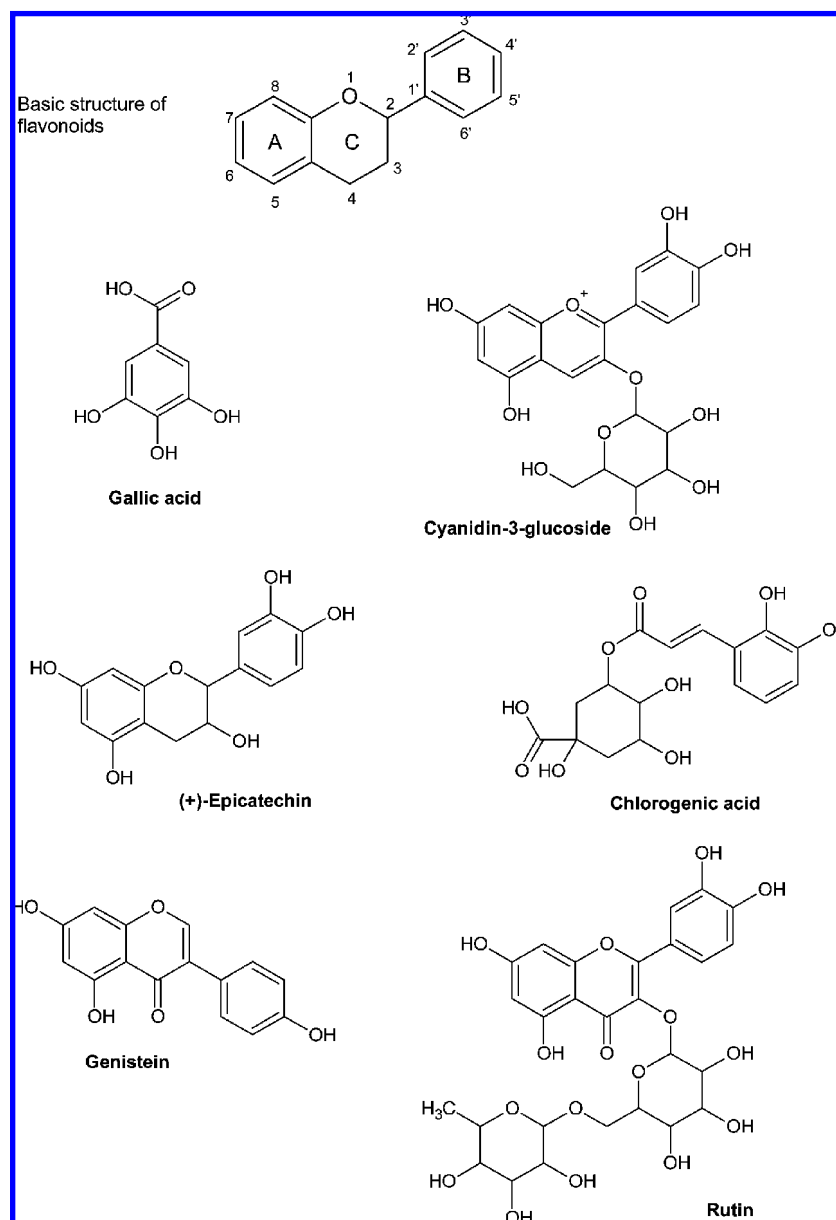 Basic structure of
flavonoids
1
2
3
4
5
6
7
8
1'
2'
3'
4'
5'
6'
A
C
B
HO
O
HO
OH
OH
Gallic acid
OH
OH
HO
O
+
O
OH
O
OH
HO
OH
OH
Cyanidin-3-glucoside
OH
OH
HO
O
OH
OH
(+)-Epicatechin
O
OH
O
O
OH
HO
O
HO
OH
Chlorogenic acid
HO
O
OH
O
OH
Genistein
OH
OH
HO
O
O
OH
O
O
OH
H3C
O
O
OH
HO
OH
OH
OH
OH
Rutin